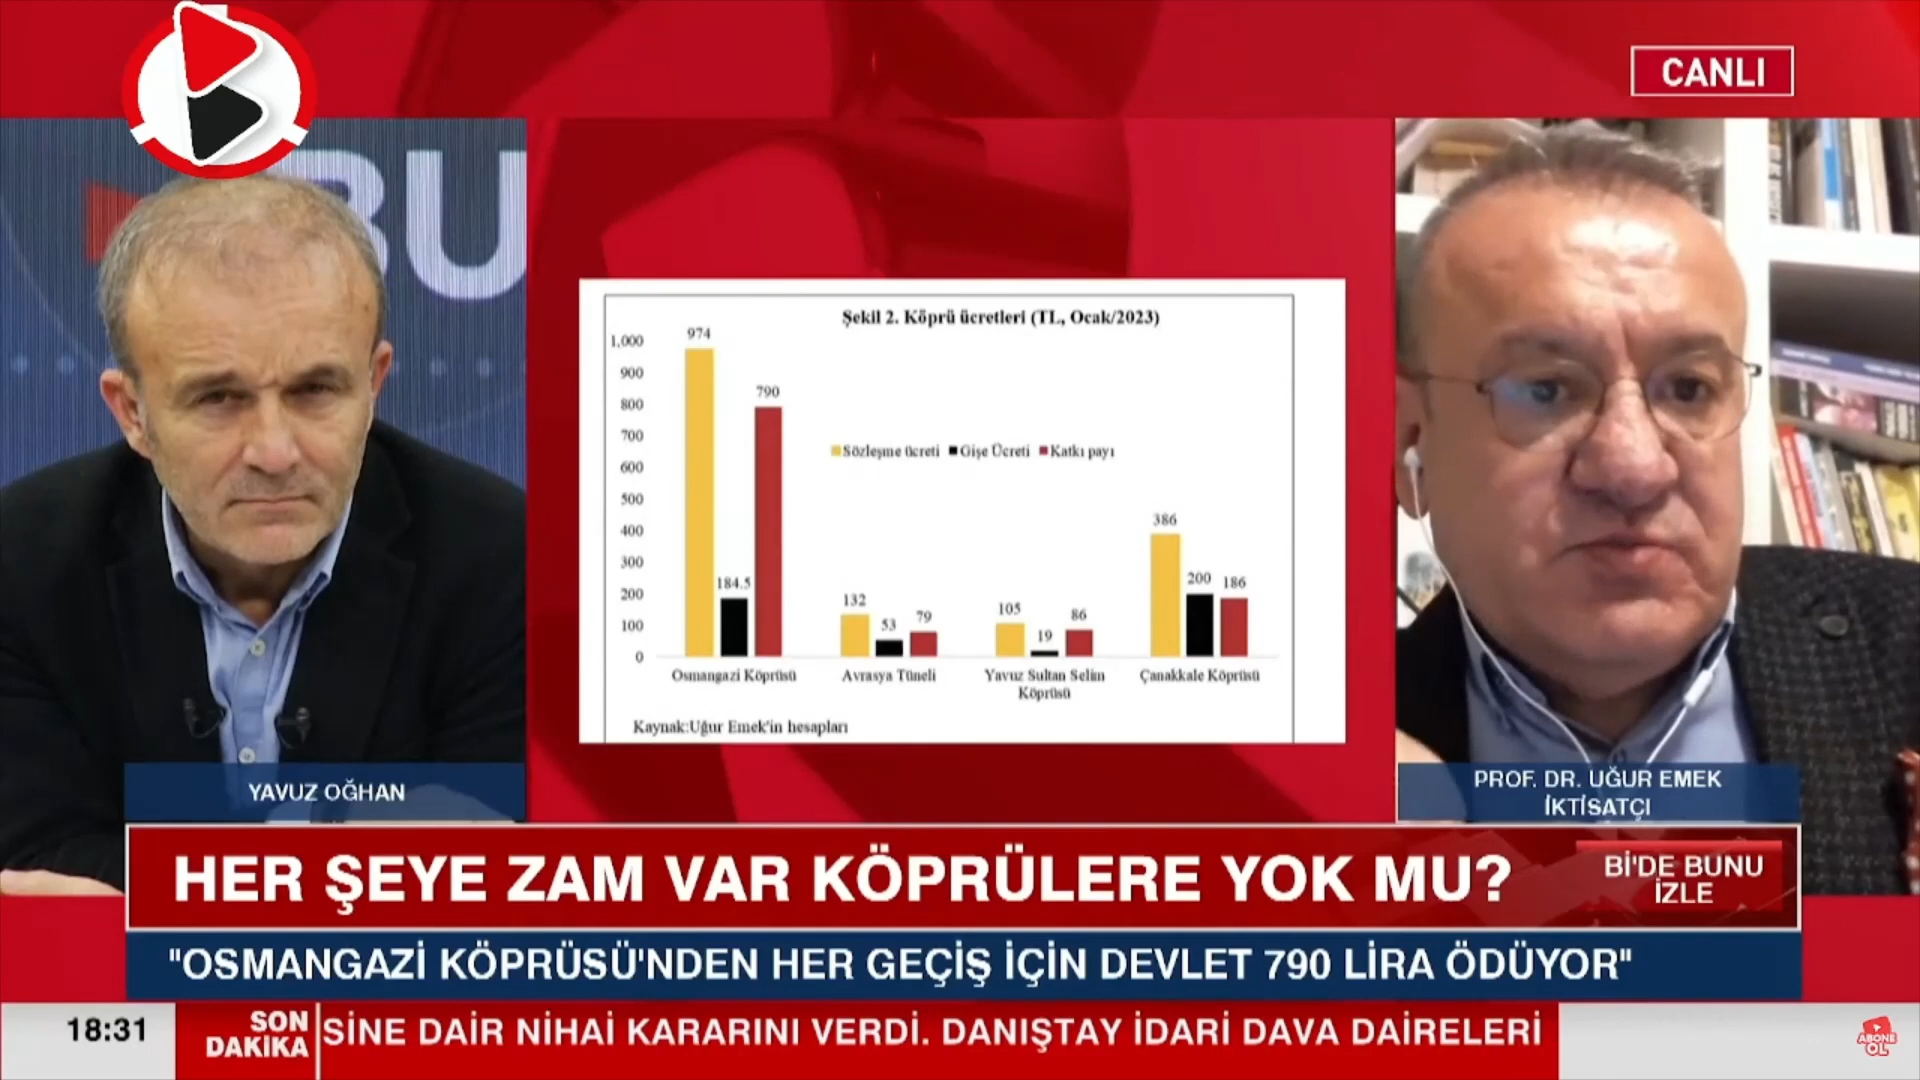 CANLI
BU
Şekil 2. Köprü ücretleri (TL, Ocak/2023)
1,000
900
800
700
600
500
400
300
200
100
0
974
184.5
790
132
53
79
105
19
86
386
200
186
Sözleşme ücreti Gişe Ücreti Katkı payı
Osmangazi Köprüsü Avrasya Tüneli Yavuz Sultan Selim Çanakkale Köprüsü
Köprüsü
Kaynak:Uğur Emek'in hesapları
YAVUZ OĞHAN
PROF. DR. UĞUR EMEK
İKTİSATÇI
HER ŞEYE ZAM VAR KÖPRÜLERE YOK MU?
Bİ'DE BUNU
İZLE
"OSMANGAZİ KÖPRÜSÜ'NDEN HER GEÇİŞ İÇİN DEVLET 790 LİRA ÖDÜYOR"
18:31
SON
DAKİKA
SİNE DAİR NİHAİ KARARINI VERDİ. DANIŞTAY İDARİ DAVA DAİRELERİ
ABONE
OL